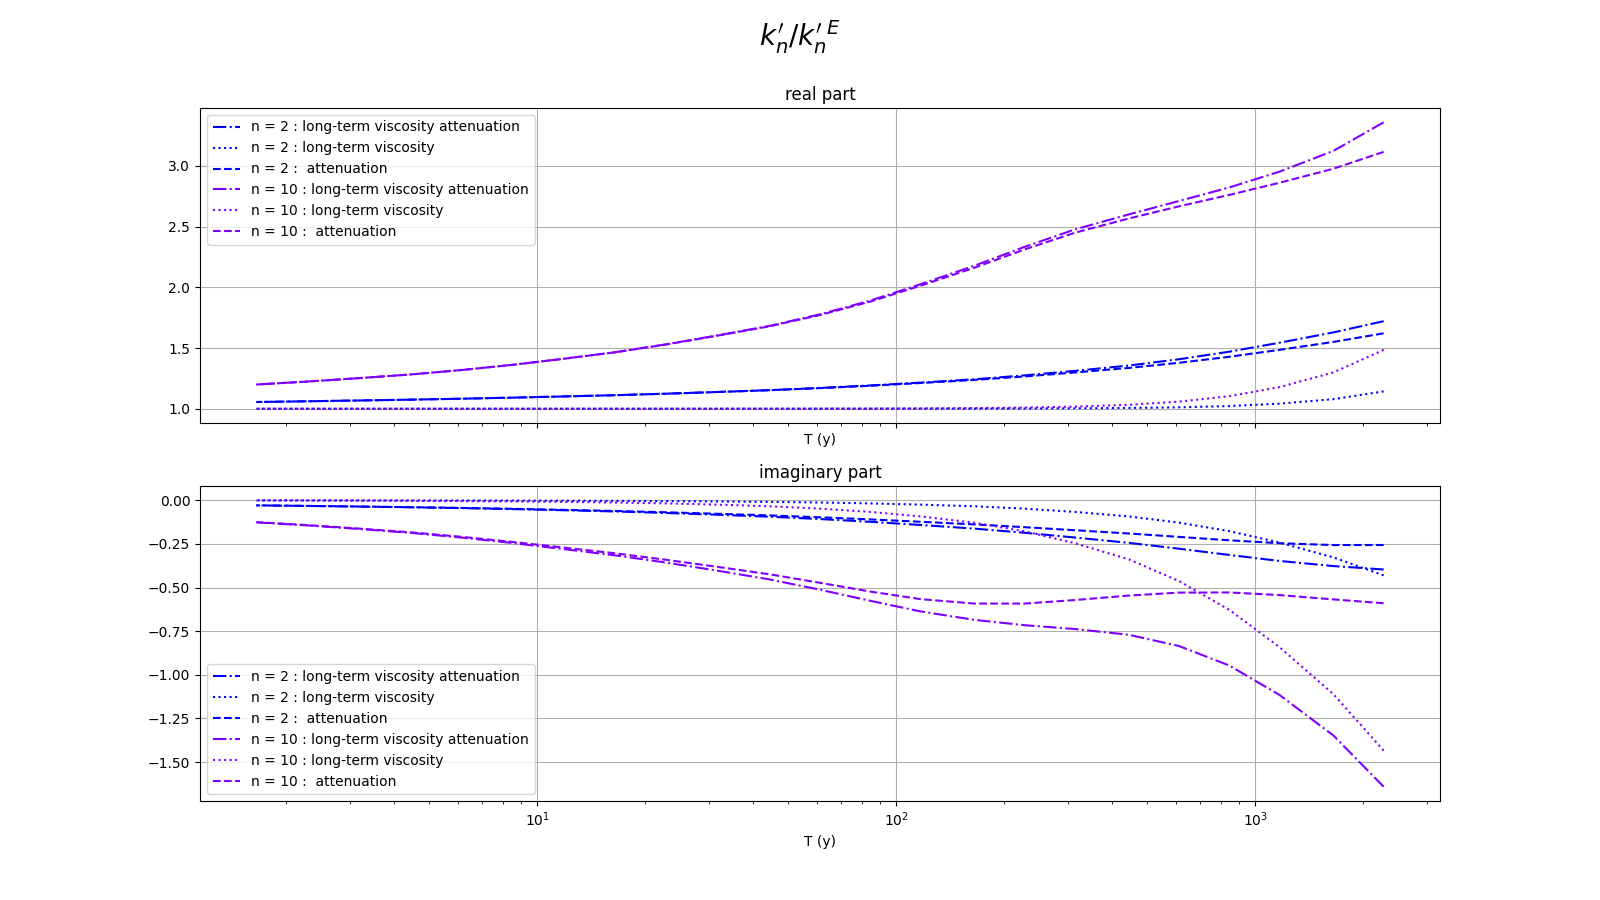 k′ₙ/k′ₙᴱ
real part
n = 2 : long-term viscosity attenuation
n = 2 : long-term viscosity
n = 2 :  attenuation
n = 10 : long-term viscosity attenuation
n = 10 : long-term viscosity
n = 10 :  attenuation
3.0
2.5
2.0
1.5
1.0
T (y)
imaginary part
0.00
−0.25
−0.50
−0.75
−1.00
−1.25
−1.50
n = 2 : long-term viscosity attenuation
n = 2 : long-term viscosity
n = 2 :  attenuation
n = 10 : long-term viscosity attenuation
n = 10 : long-term viscosity
n = 10 :  attenuation
10¹ 10² 10³
T (y)